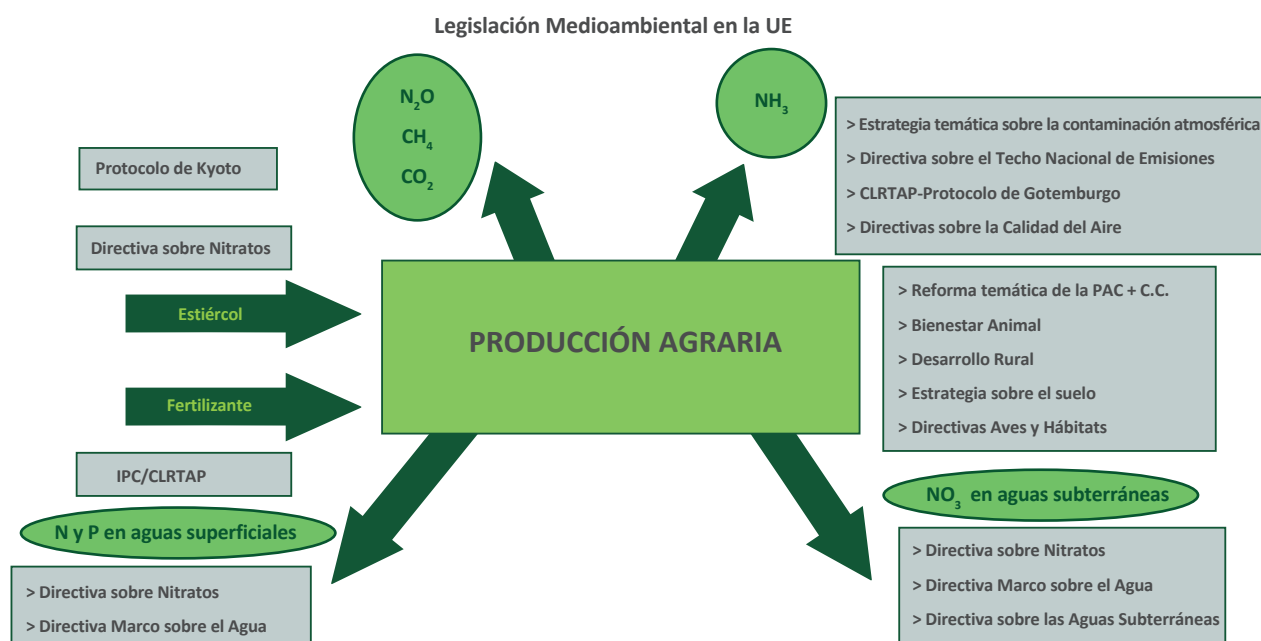 Legislación Medioambiental en la UE
N₂O
CH₄
CO₂
NH₃
> Estrategia temática sobre la contaminación atmosférica
> Directiva sobre el Techo Nacional de Emisiones
> CLRTAP-Protocolo de Gotemburgo
> Directivas sobre la Calidad del Aire
Protocolo de Kyoto
Directiva sobre Nitratos
Estiércol
Fertilizante
IPC/CLRTAP
PRODUCCIÓN AGRARIA
> Reforma temática de la PAC + C.C.
> Bienestar Animal
> Desarrollo Rural
> Estrategia sobre el suelo
> Directivas Aves y Hábitats
N y P en aguas superficiales
> Directiva sobre Nitratos
> Directiva Marco sobre el Agua
NO₃ en aguas subterráneas
> Directiva sobre Nitratos
> Directiva Marco sobre el Agua
> Directiva sobre las Aguas Subterráneas